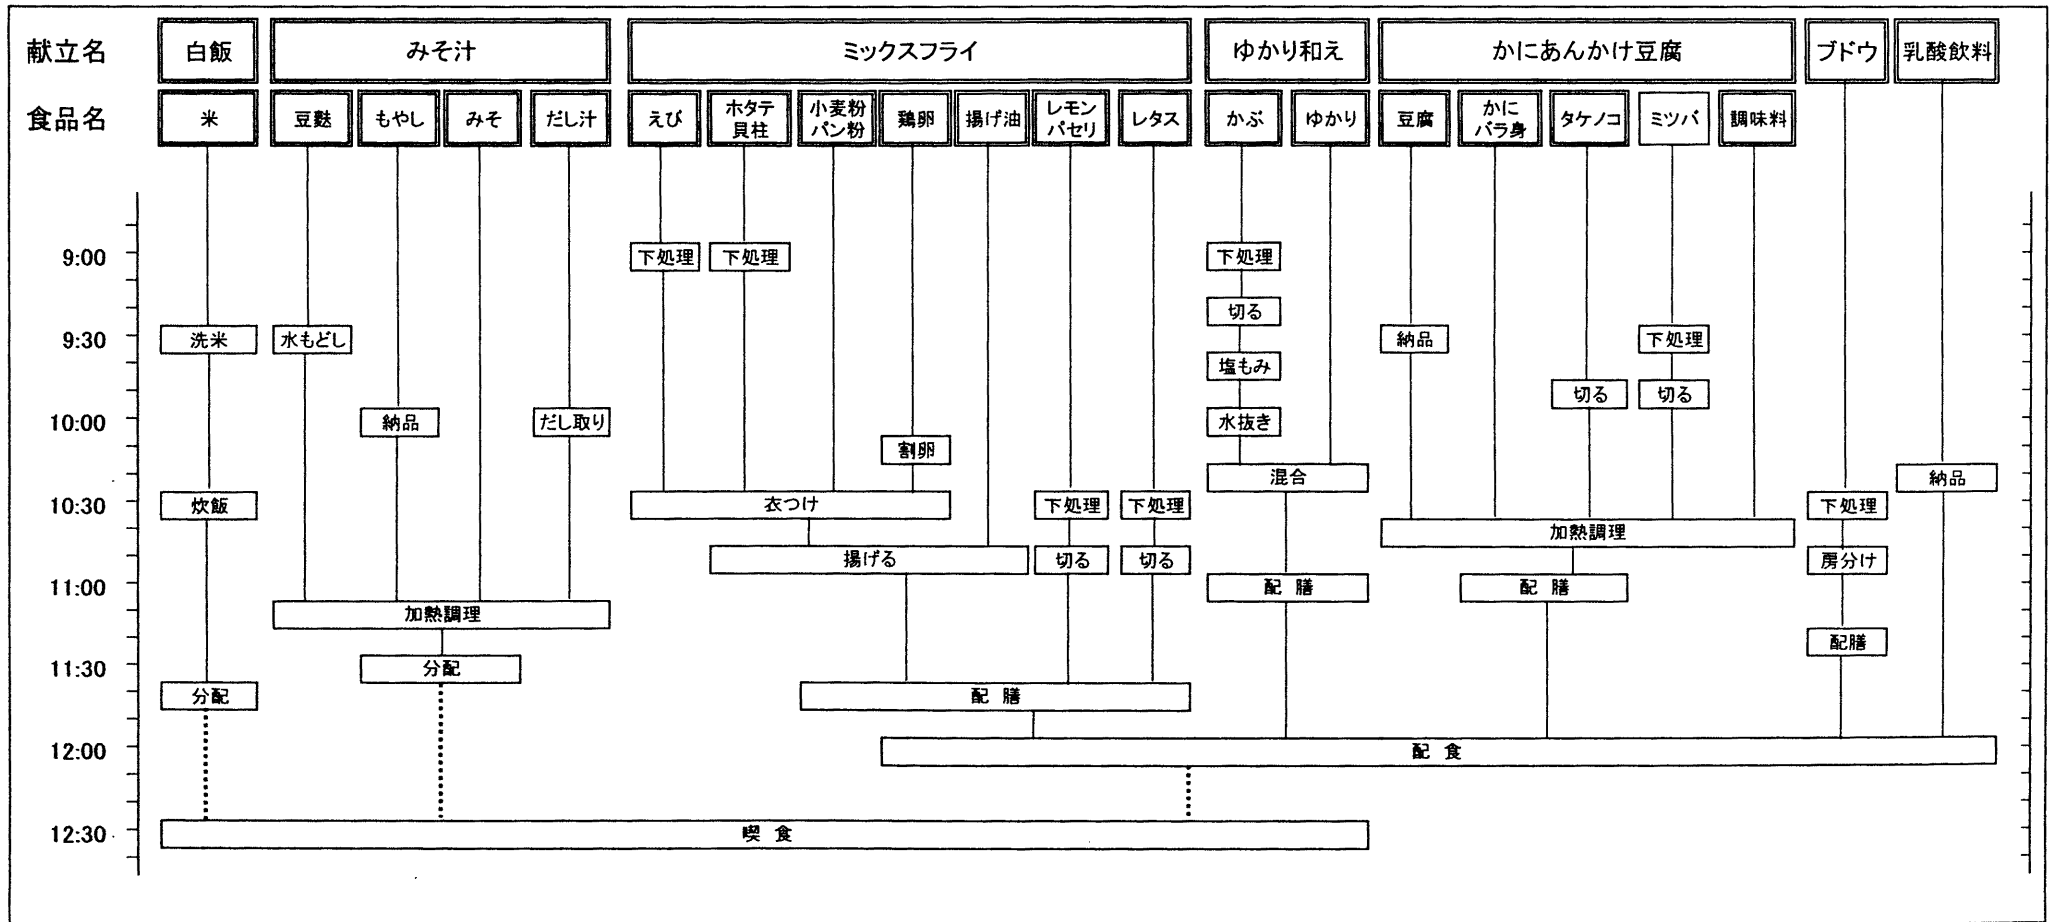 献立名 白飯 みそ汁 ミックスフライ ゆかり和え かにあんかけ豆腐 ブドウ 乳酸飲料
食品名 米 豆麩 もやし みそ だし汁 えび ホタテ貝柱 小麦粉パン粉 鶏卵 揚げ油 レモンパセリ レタス かぶ ゆかり 豆腐 かにバラ身 タケノコ ミツバ 調味料
9:00 下処理 下処理 下処理
切る
9:30 洗米 水もどし 納品 下処理
塩もみ
切る 切る
10:00 納品 だし取り 水抜き
割卵
混合 納品
10:30 炊飯 衣つけ 下処理 下処理 下処理
加熱調理
揚げる 切る 切る 房分け
11:00 配膳 配膳
加熱調理
配膳
11:30 分配
分配 配膳
12:00 配食
12:30 喫食